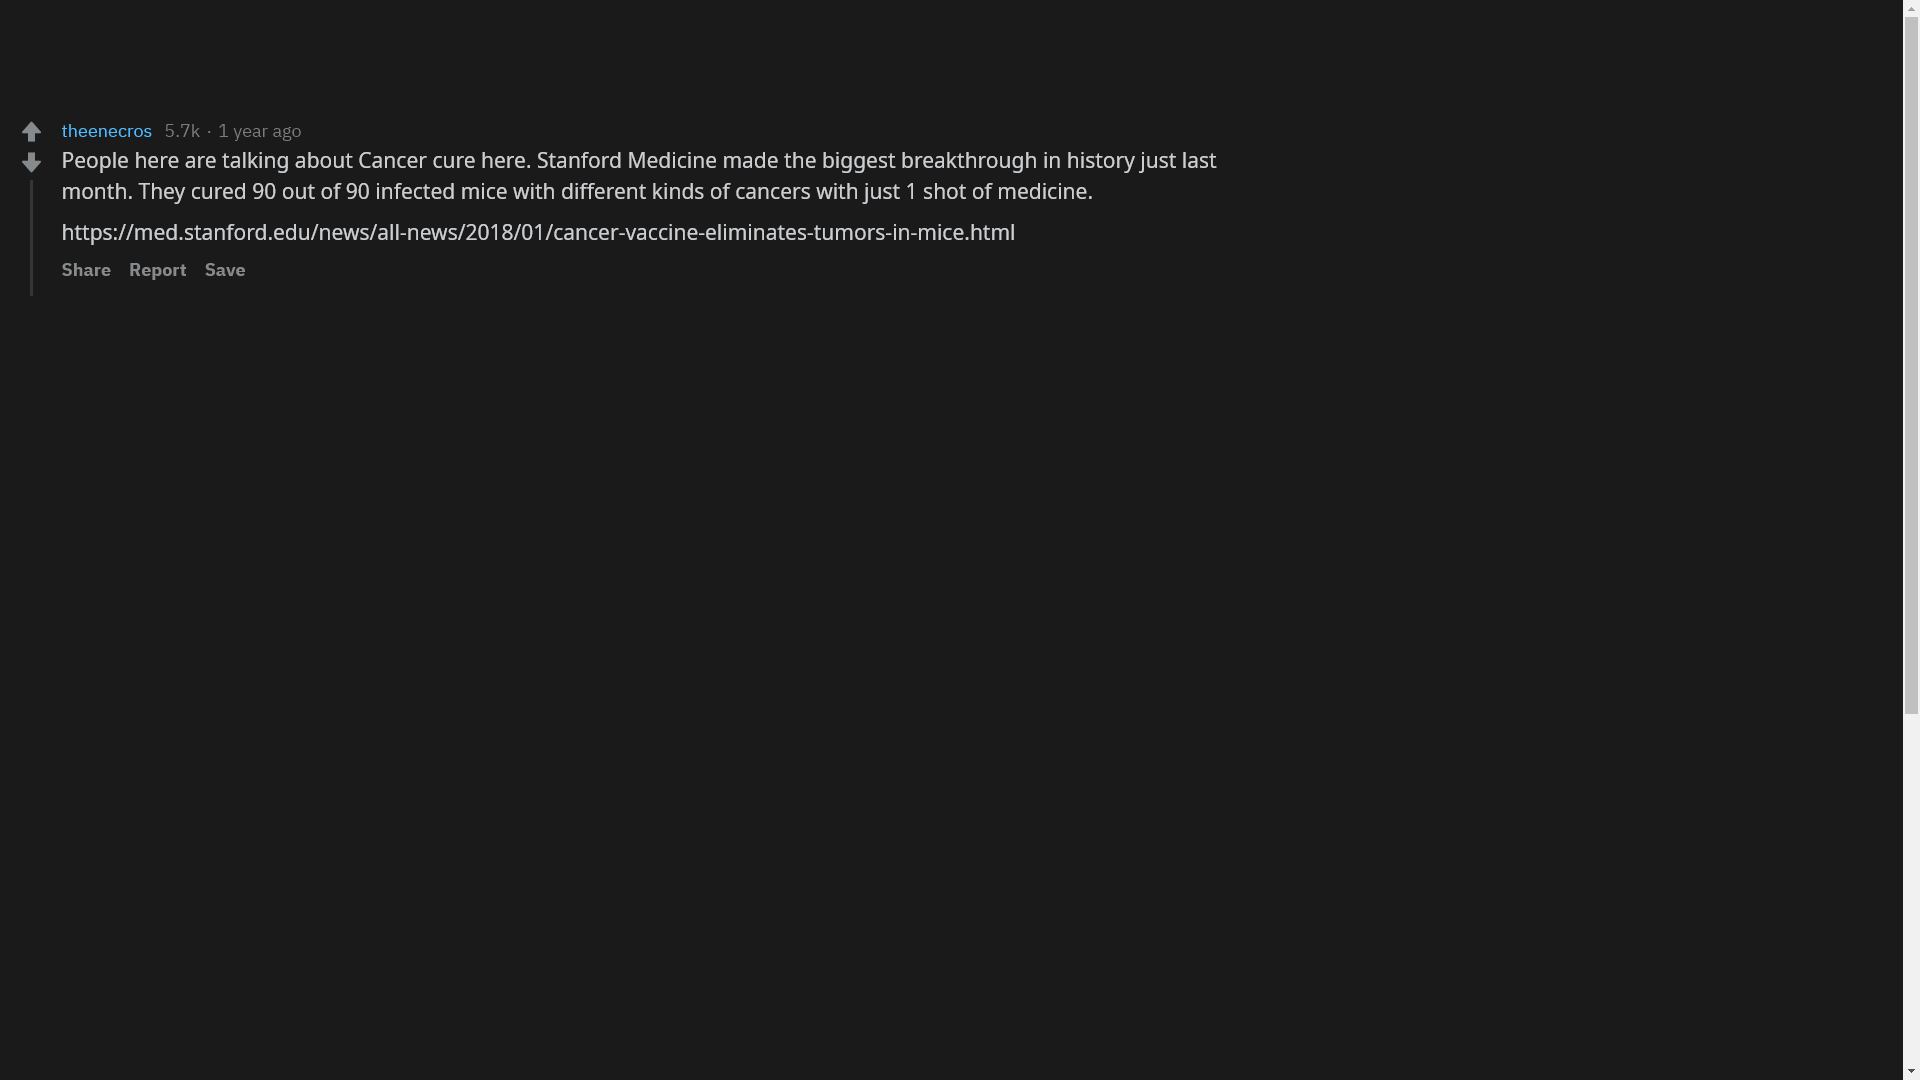 theenecros 5.7k · 1 year ago
People here are talking about Cancer cure here. Stanford Medicine made the biggest breakthrough in history just last
month. They cured 90 out of 90 infected mice with different kinds of cancers with just 1 shot of medicine.
https://med.stanford.edu/news/all-news/2018/01/cancer-vaccine-eliminates-tumors-in-mice.html
Share Report Save